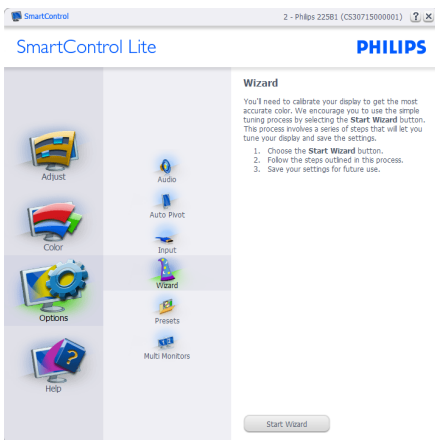 SmartControl
2 - Philips 225B1 (CS30715000001)
? X
SmartControl Lite
PHILIPS
Adjust
Color
Options
Help
Audio
Auto Pivot
Input
Wizard
Presets
Multi Monitors
Wizard
You'll need to calibrate your display to get the most
accurate color. We encourage you to use the simple
tuning process by selecting the Start Wizard button.
This process involves a series of steps that will let you
tune your display and save the settings.
1. Choose the Start Wizard button.
2. Follow the steps outlined in this process.
3. Save your settings for future use.
Start Wizard